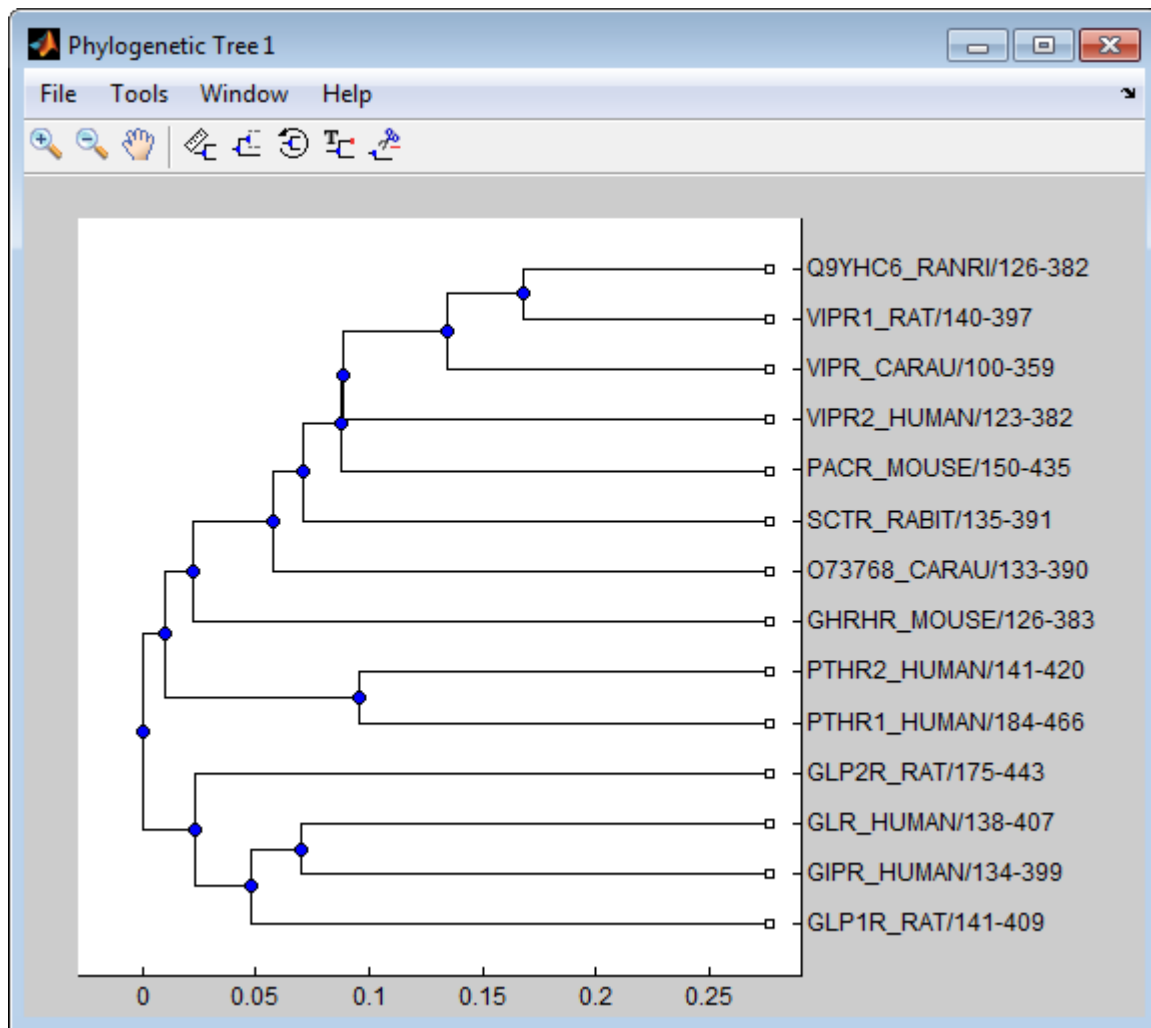 Phylogenetic Tree 1
File Tools Window Help
T
Q9YHC6_RANRI/126-382
VIPR1_RAT/140-397
VIPR_CARAU/100-359
VIPR2_HUMAN/123-382
PACR_MOUSE/150-435
SCTR_RABIT/135-391
O73768_CARAU/133-390
GHRHR_MOUSE/126-383
PTHR2_HUMAN/141-420
PTHR1_HUMAN/184-466
GLP2R_RAT/175-443
GLR_HUMAN/138-407
GIPR_HUMAN/134-399
GLP1R_RAT/141-409
0 0.05 0.1 0.15 0.2 0.25